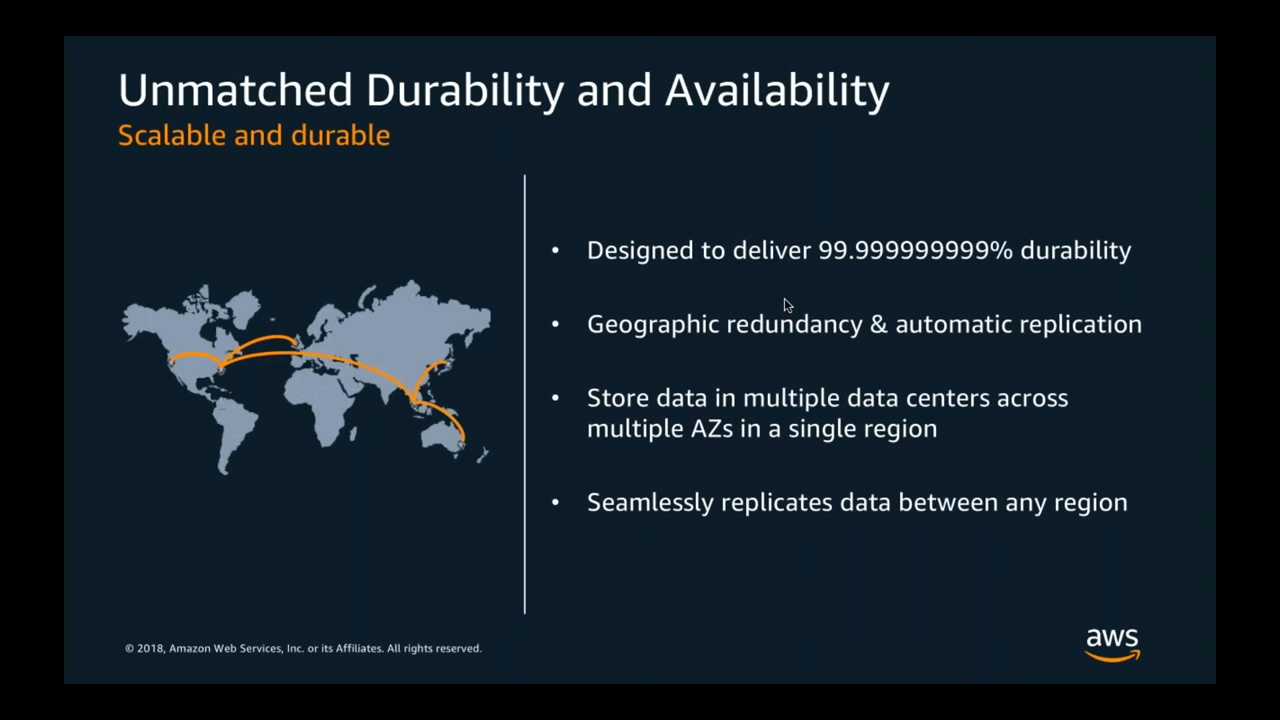 Unmatched Durability and Availability
Scalable and durable
• Designed to deliver 99.999999999% durability
• Geographic redundancy & automatic replication
• Store data in multiple data centers across
multiple AZs in a single region
• Seamlessly replicates data between any region
© 2018, Amazon Web Services, Inc. or its Affiliates. All rights reserved.
aws